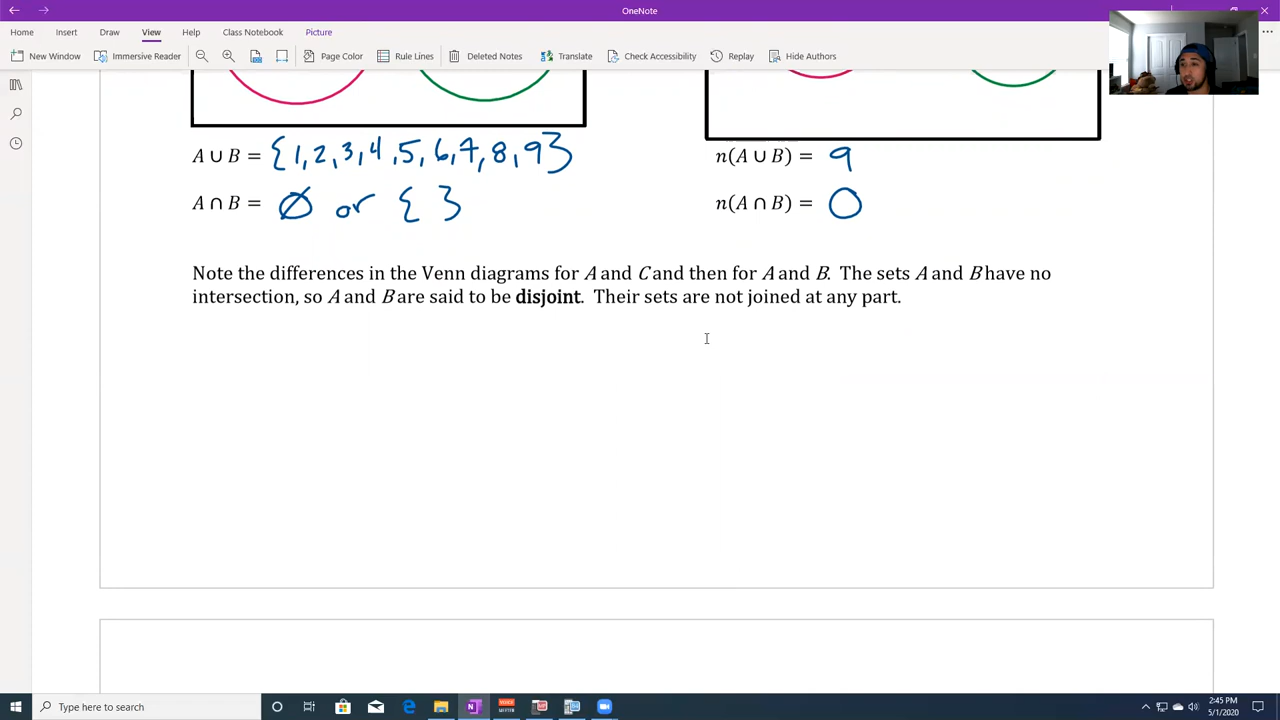 OneNote
Home Insert Draw View Help Class Notebook Picture
New Window Immersive Reader Page Color Rule Lines Deleted Notes Translate Check Accessibility Replay Hide Authors
A ∪ B = {1,2,3,4,5,6,7,8,9}
n(A ∪ B) = 9
A ∩ B = ∅ or { }
n(A ∩ B) = 0
Note the differences in the Venn diagrams for A and C and then for A and B. The sets A and B have no
intersection, so A and B are said to be disjoint. Their sets are not joined at any part.
Type here to search
2:45 PM
5/1/2020